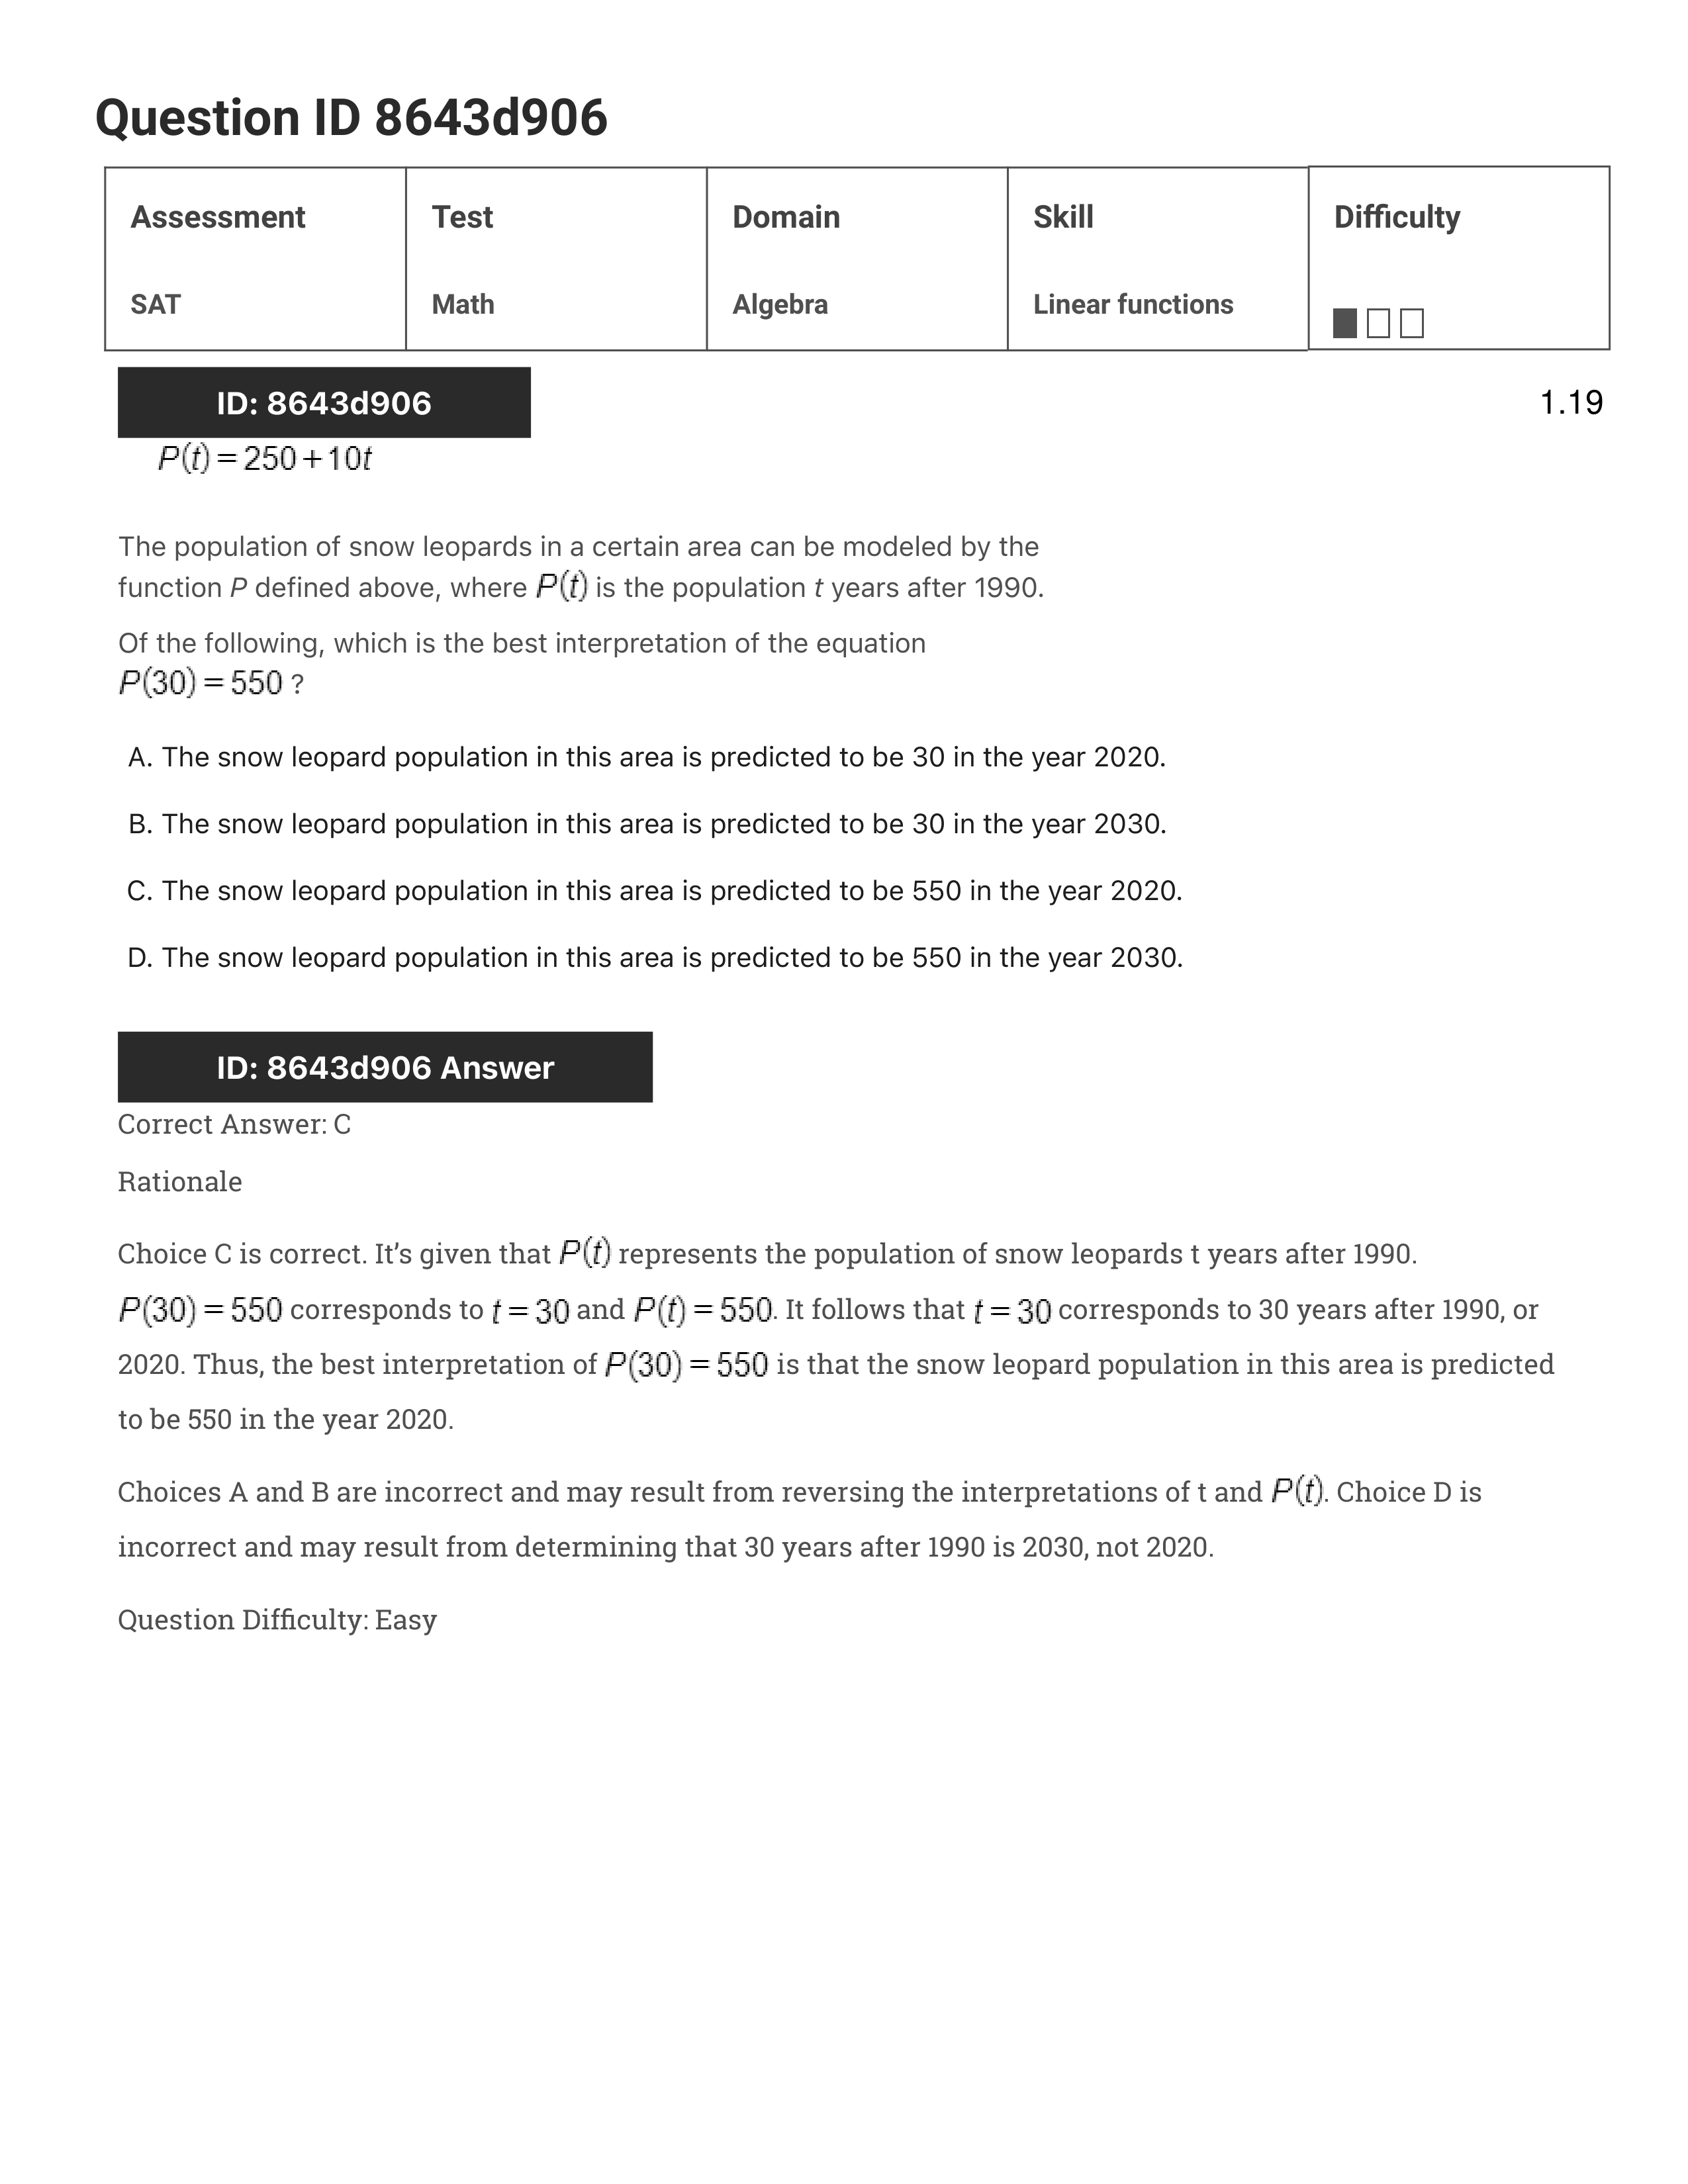 Question ID 8643d906
Assessment Test Domain Skill Difficulty
SAT Math Algebra Linear functions
ID: 8643d906
1.19
P(t) = 250 + 10t
The population of snow leopards in a certain area can be modeled by the
function P defined above, where P(t) is the population t years after 1990.
Of the following, which is the best interpretation of the equation
P(30) = 550 ?
A. The snow leopard population in this area is predicted to be 30 in the year 2020.
B. The snow leopard population in this area is predicted to be 30 in the year 2030.
C. The snow leopard population in this area is predicted to be 550 in the year 2020.
D. The snow leopard population in this area is predicted to be 550 in the year 2030.
ID: 8643d906 Answer
Correct Answer: C
Rationale
Choice C is correct. It’s given that P(t) represents the population of snow leopards t years after 1990.
P(30) = 550 corresponds to t = 30 and P(t) = 550. It follows that t = 30 corresponds to 30 years after 1990, or
2020. Thus, the best interpretation of P(30) = 550 is that the snow leopard population in this area is predicted
to be 550 in the year 2020.
Choices A and B are incorrect and may result from reversing the interpretations of t and P(t). Choice D is
incorrect and may result from determining that 30 years after 1990 is 2030, not 2020.
Question Difficulty: Easy